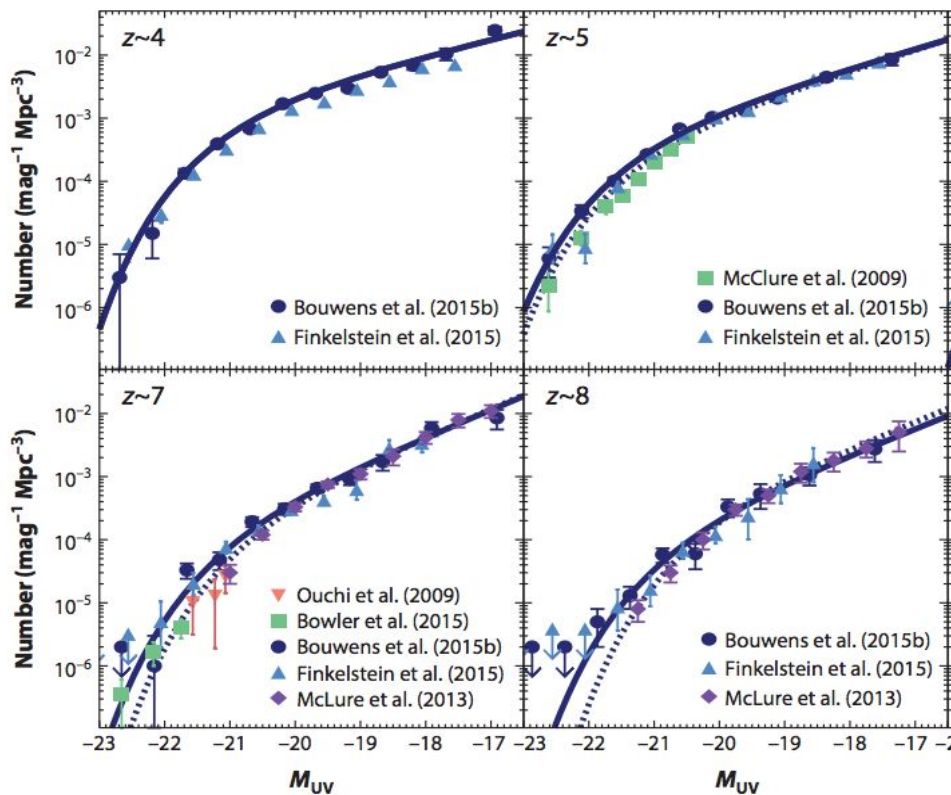 z~4
z~5
Number (mag⁻¹ Mpc⁻³)
10⁻²
10⁻³
10⁻⁴
10⁻⁵
10⁻⁶
Bouwens et al. (2015b)
Finkelstein et al. (2015)
McClure et al. (2009)
Bouwens et al. (2015b)
Finkelstein et al. (2015)
z~7
z~8
Number (mag⁻¹ Mpc⁻³)
10⁻²
10⁻³
10⁻⁴
10⁻⁵
10⁻⁶
Ouchi et al. (2009)
Bowler et al. (2015)
Bouwens et al. (2015b)
Finkelstein et al. (2015)
McLure et al. (2013)
Bouwens et al. (2015b)
Finkelstein et al. (2015)
McLure et al. (2013)
−23 −22 −21 −20 −19 −18 −17 −23 −22 −21 −20 −19 −18 −17
M_UV M_UV